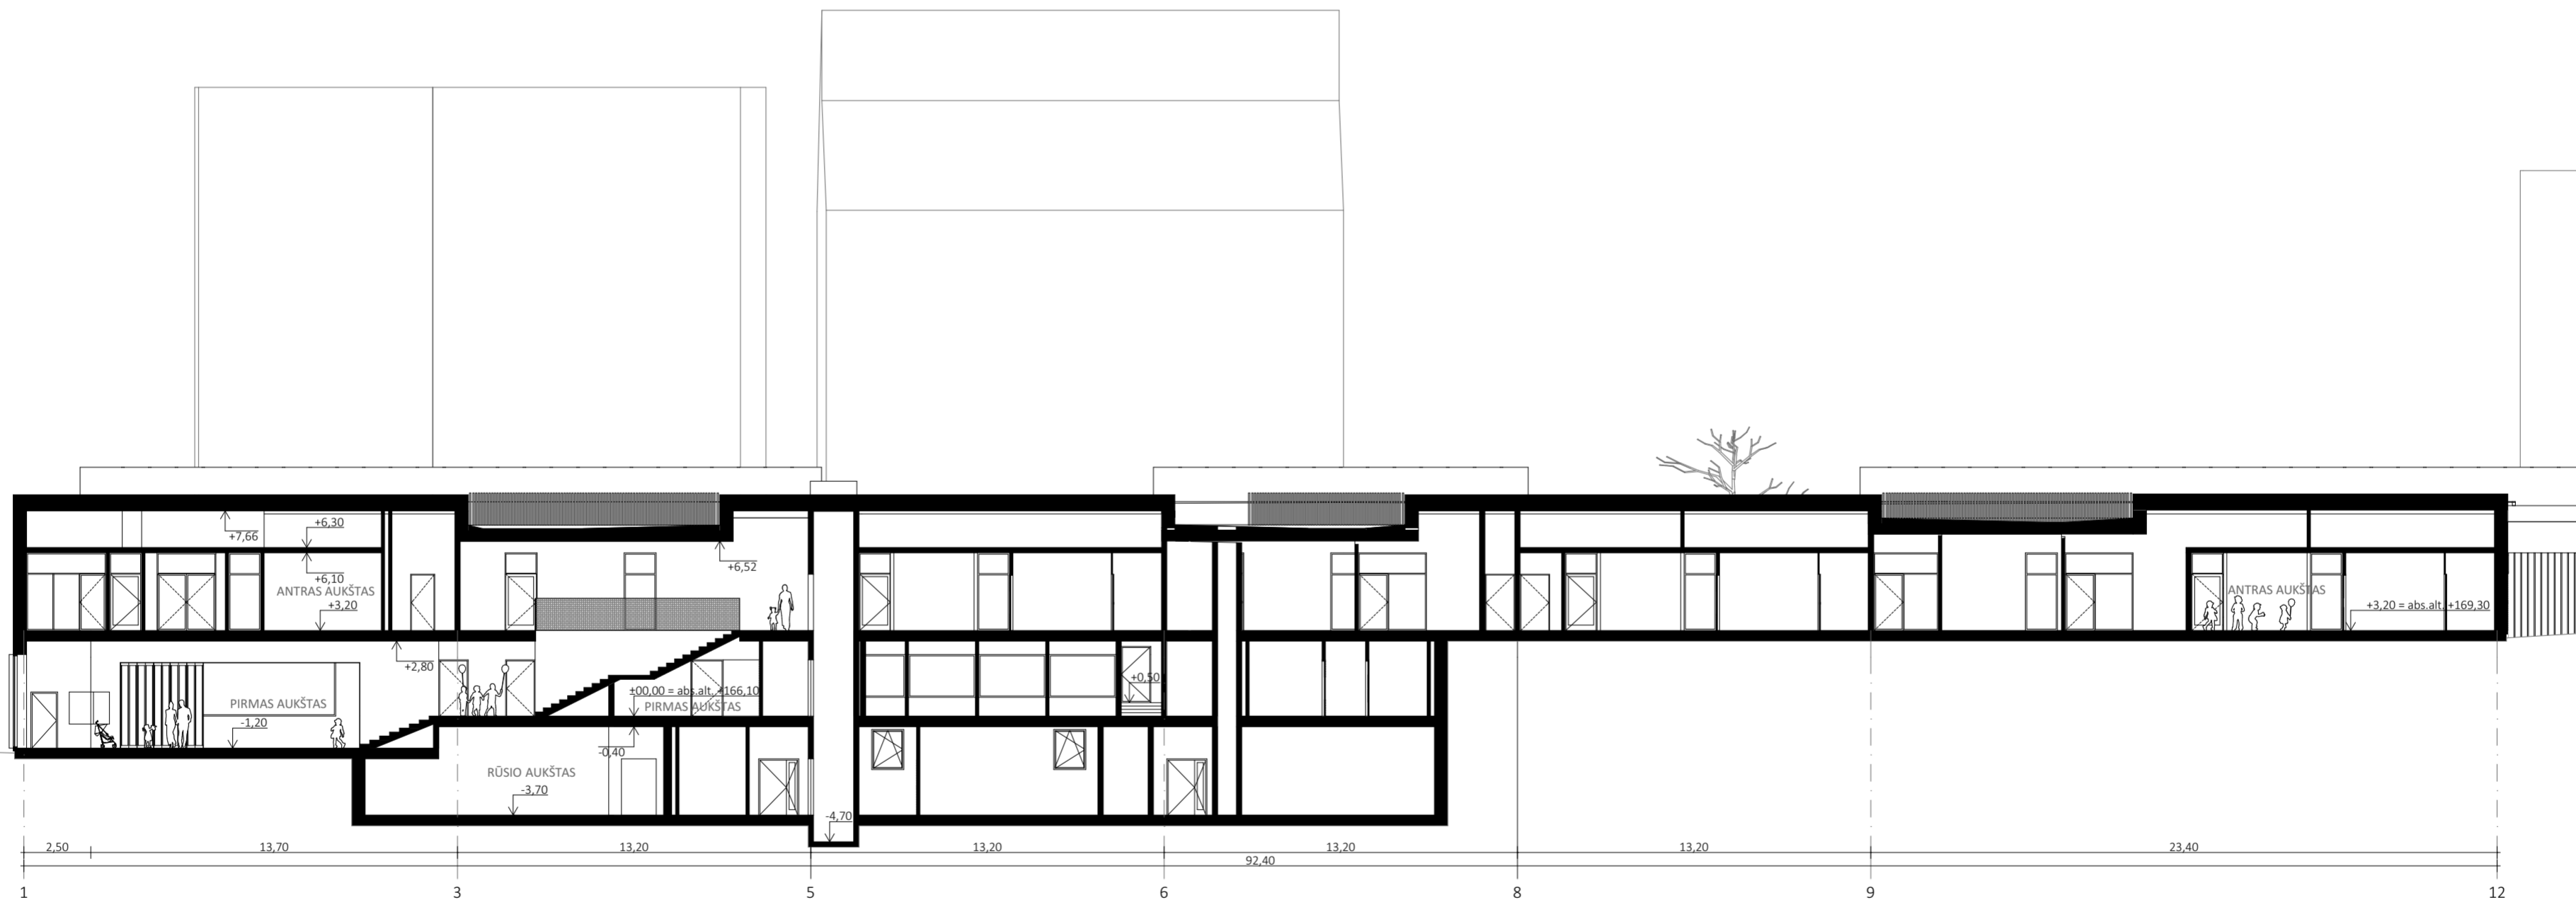 +6,30
+7,66
+6,10
ANTRAS AUKŠTAS
+3,20
+6,52
ANTRAS AUKŠTAS
+3,20 = abs.alt. +169,30
+2,80
+0,50
±00,00 = abs.alt. +166,10
PIRMAS AUKŠTAS
PIRMAS AUKŠTAS
-1,20
-0,40
RŪSIO AUKŠTAS
-3,70
-4,70
2,50 13,70 13,20 13,20 13,20 13,20 23,40
92,40
1 3 5 6 8 9 12